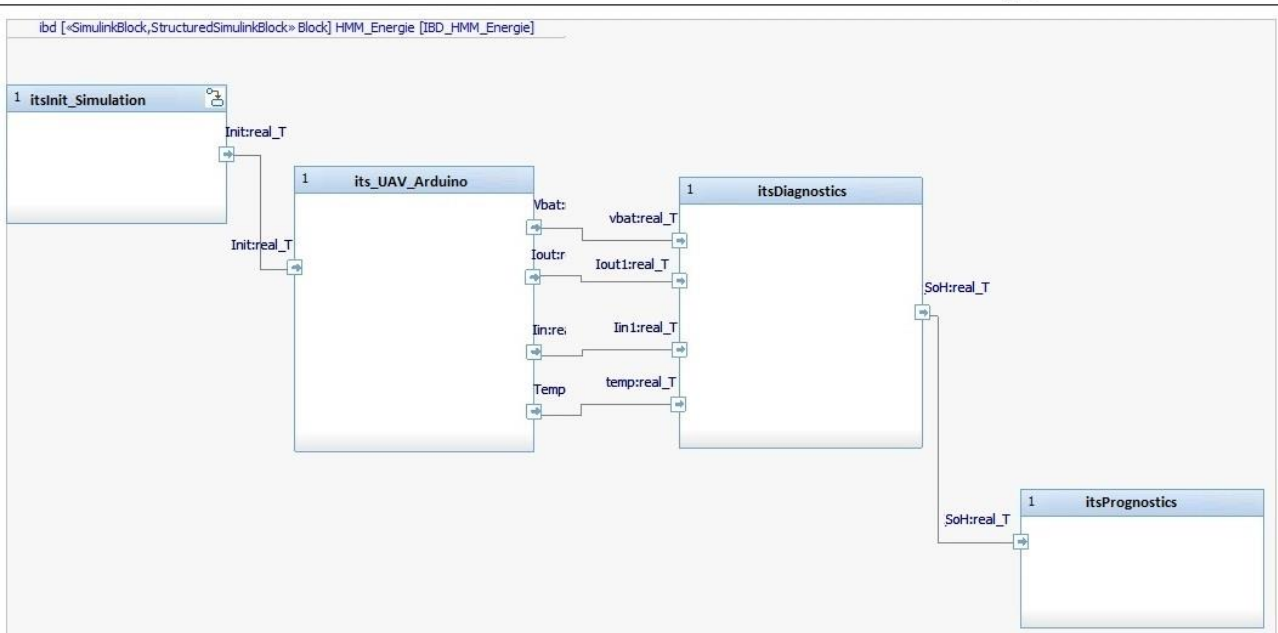 ibd [«SimulinkBlock,StructuredSimulinkBlock» Block] HMM_Energie [IBD_HMM_Energie]
1 itsInit_Simulation
Init:real_T
1 its_UAV_Arduino
Init:real_T
Vbat:
Iout:r
Iin:rea
Temp
1 itsDiagnostics
vbat:real_T
Iout1:real_T
Iin1:real_T
temp:real_T
SoH:real_T
1 itsPrognostics
SoH:real_T